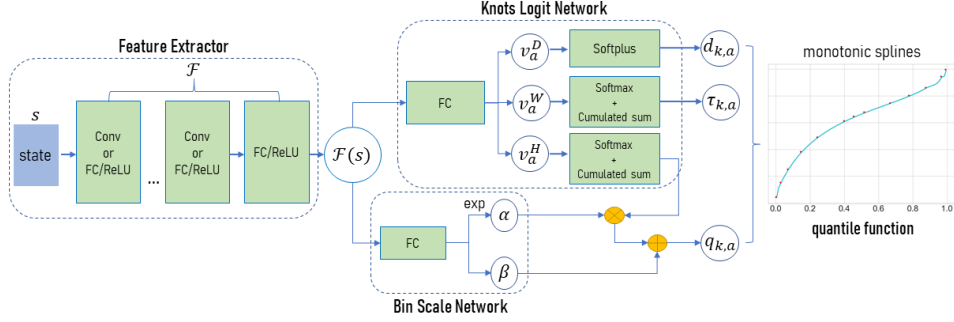 Feature Extractor
ℱ
s
state
Conv
or
FC/ReLU
...
Conv
or
FC/ReLU
FC/ReLU
ℱ(s)
Knots Logit Network
FC
v_a^D
Softplus
d_{k,a}
v_a^W
Softmax
+
Cumulated sum
τ_{k,a}
v_a^H
Softmax
+
Cumulated sum
exp
α
FC
β
q_{k,a}
Bin Scale Network
monotonic splines
0.0 0.2 0.4 0.6 0.8 1.0
quantile function